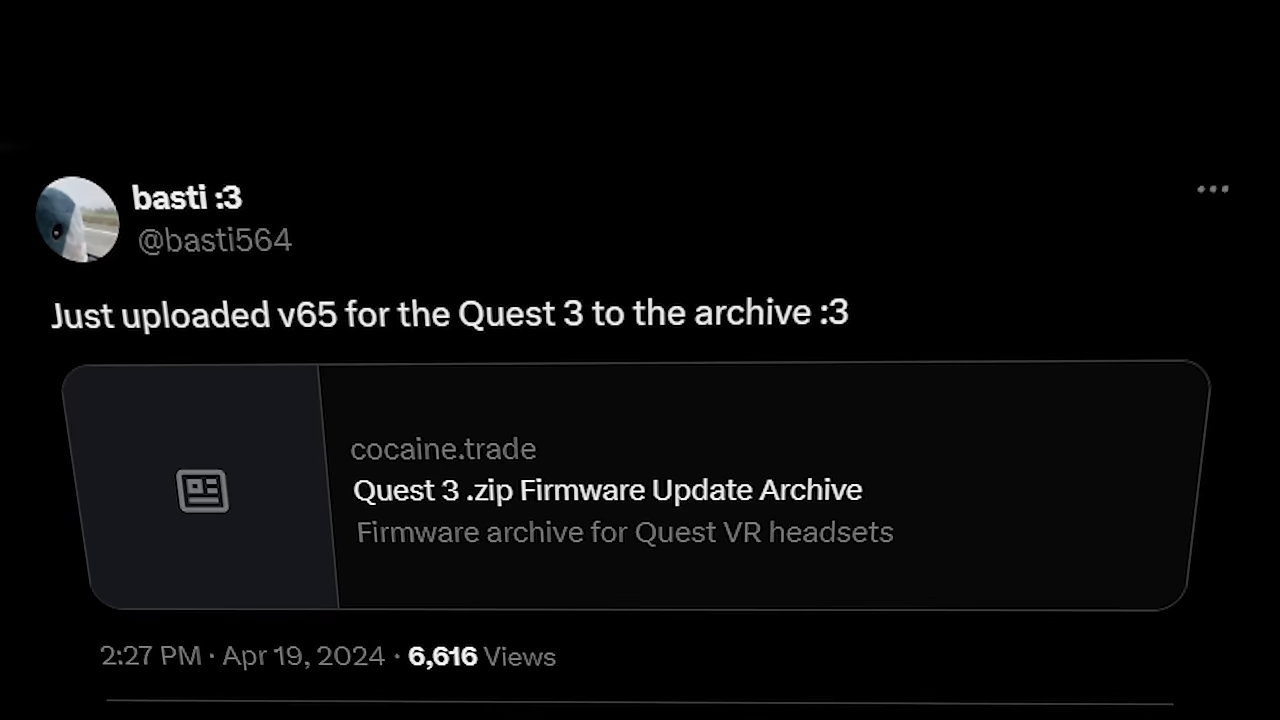 basti :3
@basti564
Just uploaded v65 for the Quest 3 to the archive :3
cocaine.trade
Quest 3 .zip Firmware Update Archive
Firmware archive for Quest VR headsets
2:27 PM · Apr 19, 2024 · 6,616 Views